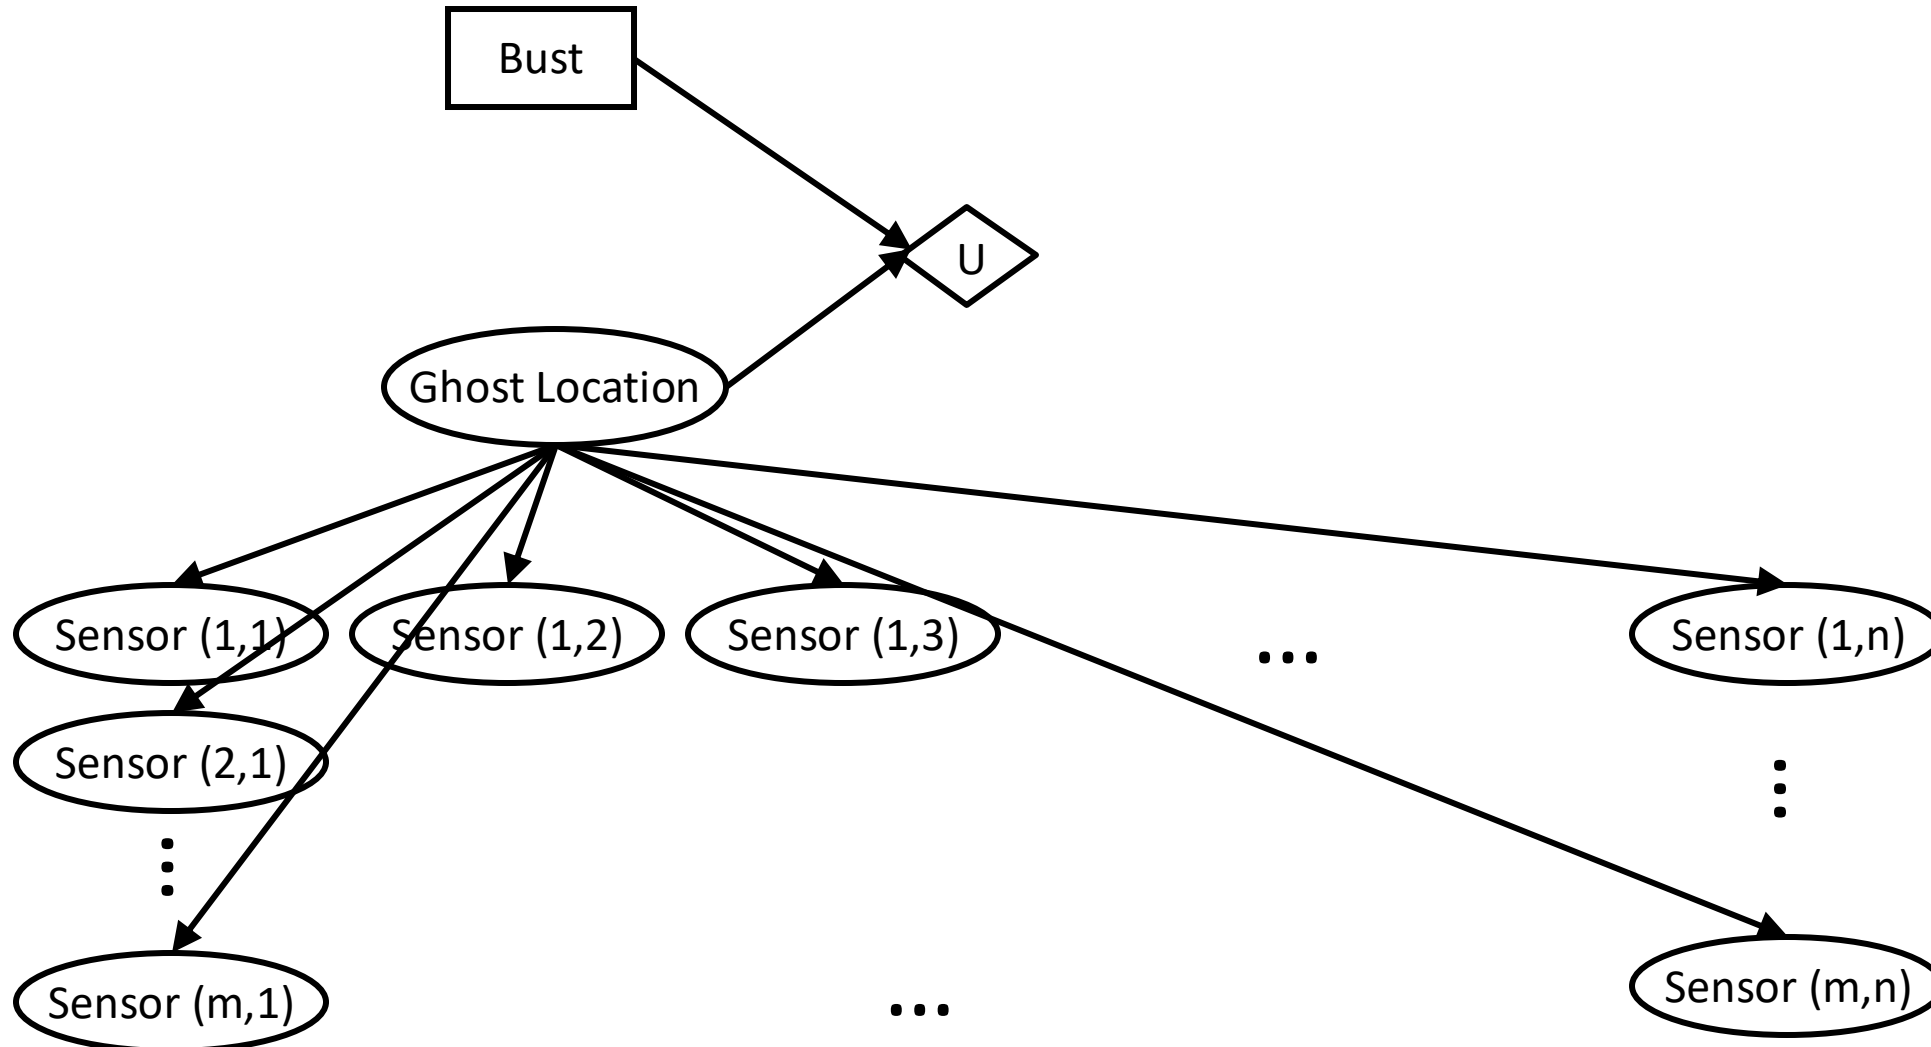 Bust
U
Ghost Location
Sensor (1,1)
Sensor (1,2)
Sensor (1,3)
...
Sensor (1,n)
Sensor (2,1)
Sensor (m,1)
...
Sensor (m,n)